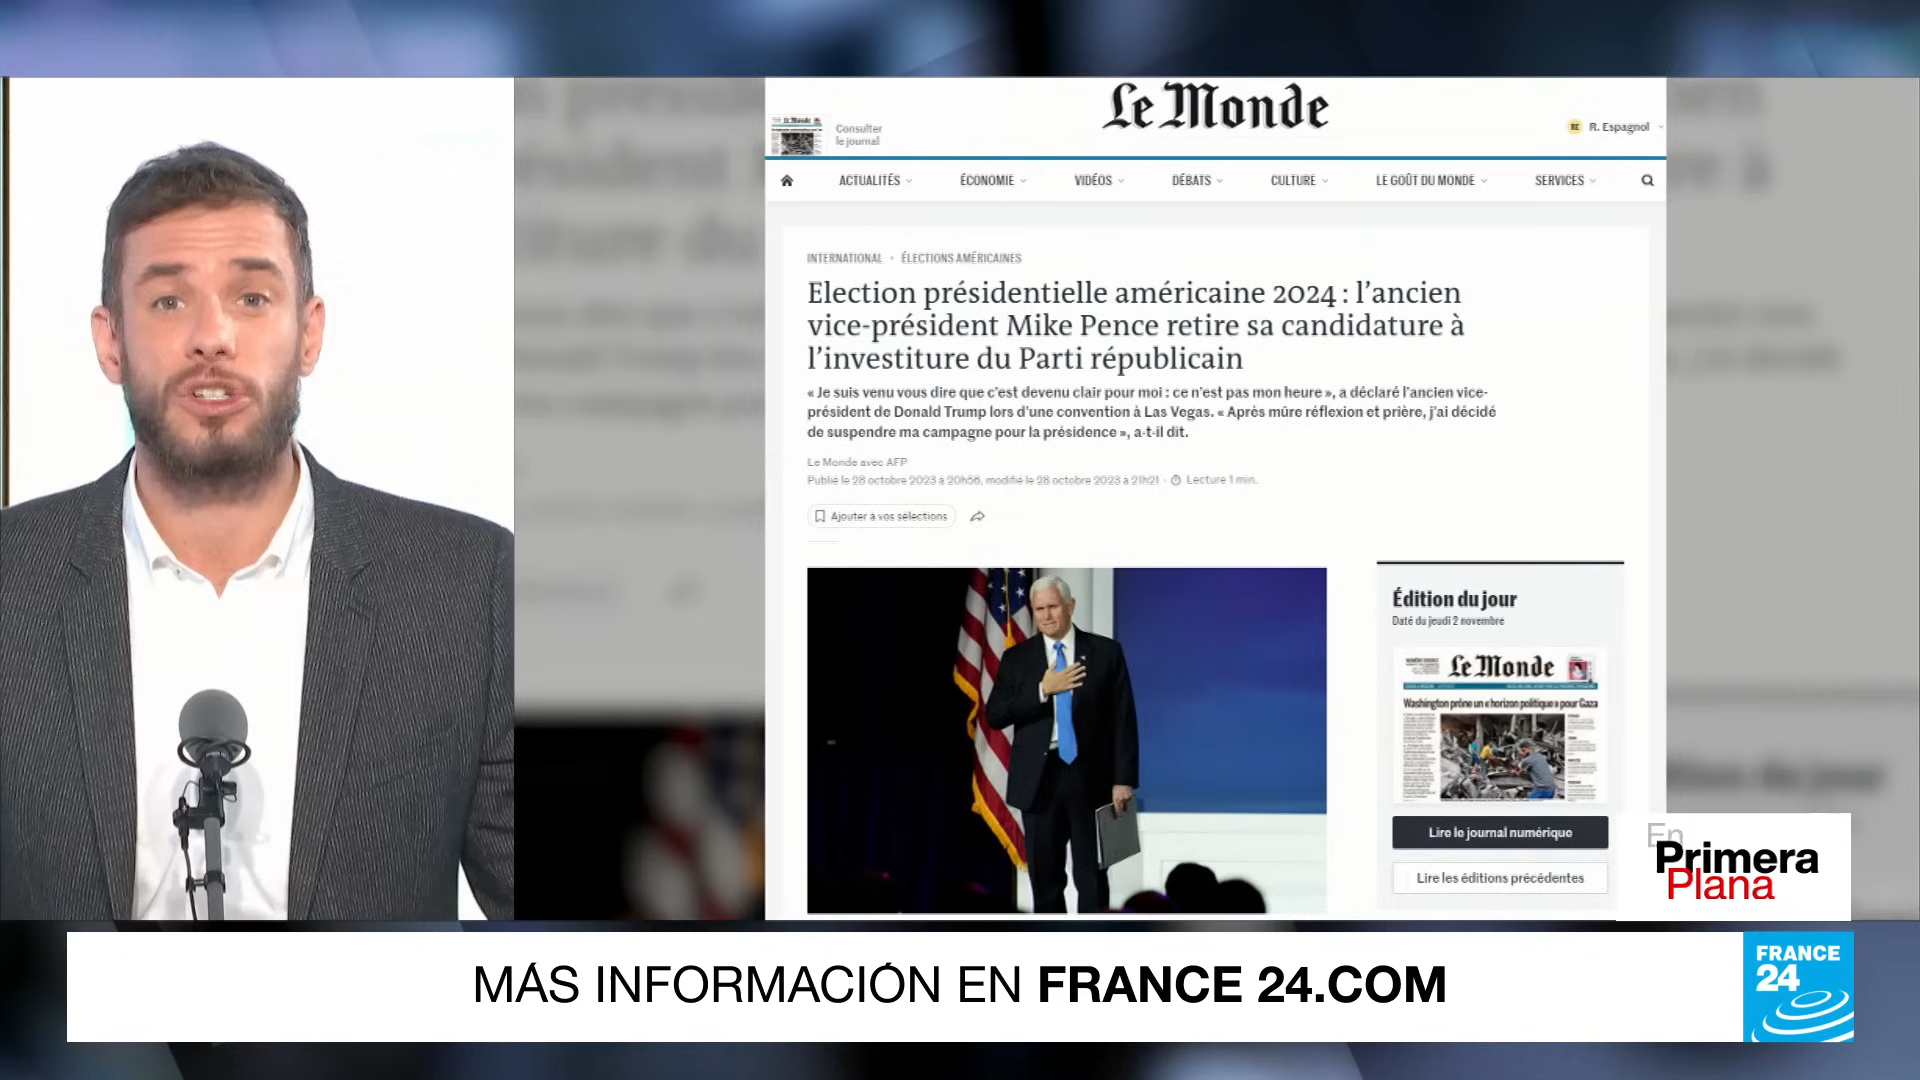 Le Monde
Consulter
le journal
RE R. Espagnol
ACTUALITÉS ÉCONOMIE VIDÉOS DÉBATS CULTURE LE GOÛT DU MONDE SERVICES
INTERNATIONAL • ÉLECTIONS AMÉRICAINES
Election présidentielle américaine 2024 : l’ancien
vice-président Mike Pence retire sa candidature à
l’investiture du Parti républicain
« Je suis venu vous dire que c’est devenu clair pour moi : ce n’est pas mon heure », a déclaré l’ancien vice-
président de Donald Trump lors d’une convention à Las Vegas. « Après mûre réflexion et prière, j’ai décidé
de suspendre ma campagne pour la présidence », a-t-il dit.
Le Monde avec AFP
Publié le 28 octobre 2023 à 20h56, modifié le 28 octobre 2023 à 21h21 · Lecture 1 min.
Ajouter à vos sélections
Édition du jour
Daté du jeudi 2 novembre
Le Monde
Washington prône un « horizon politique » pour Gaza
Lire le journal numérique
Lire les éditions précédentes
En
Primera
Plana
MÁS INFORMACIÓN EN FRANCE 24.COM
FRANCE
24